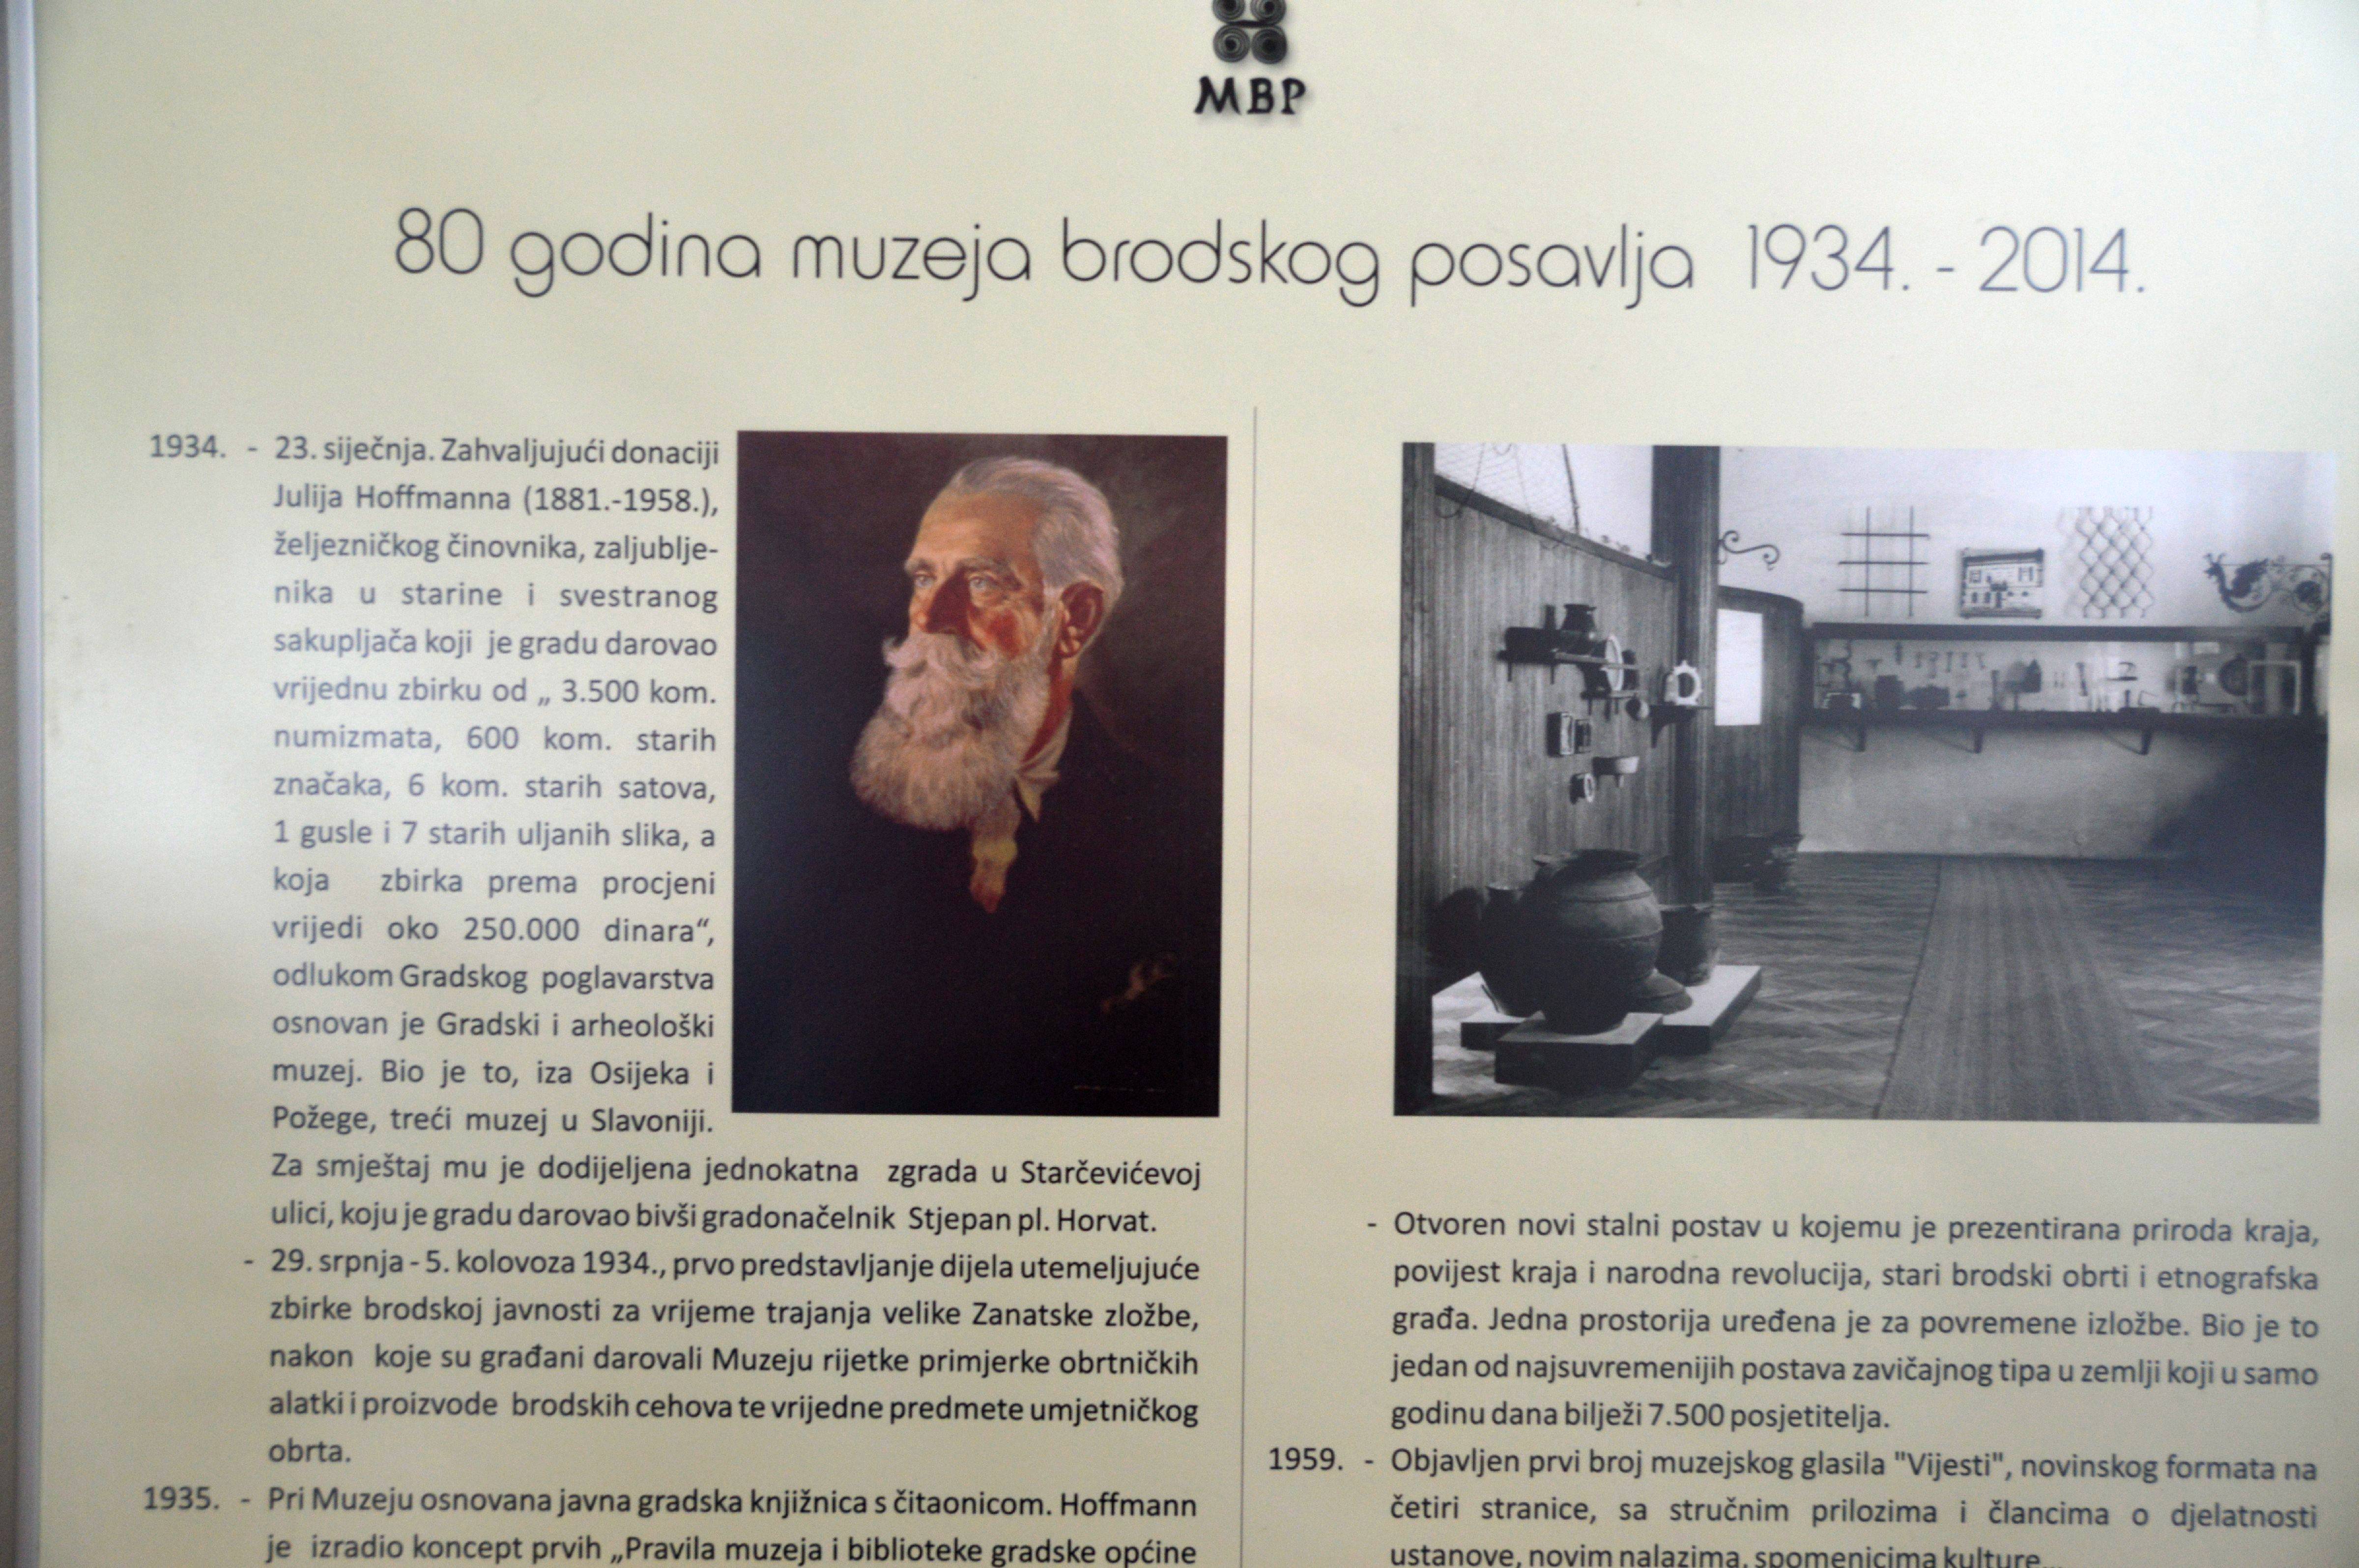 MBP
80 godina muzeja brodskog posavlja 1934. - 2014.
1934. - 23. siječnja. Zahvaljujući donaciji
Julija Hoffmanna (1881.-1958.),
željezničkog činovnika, zaljublje-
nika u starine i svestranog
sakupljača koji je gradu darovao
vrijednu zbirku od „ 3.500 kom.
numizmata, 600 kom. starih
značaka, 6 kom. starih satova,
1 gusle i 7 starih uljanih slika, a
koja zbirka prema procjeni
vrijedi oko 250.000 dinara“,
odlukom Gradskog poglavarstva
osnovan je Gradski i arheološki
muzej. Bio je to, iza Osijeka i
Požege, treći muzej u Slavoniji.
Za smještaj mu je dodijeljena jednokatna zgrada u Starčevićevoj
ulici, koju je gradu darovao bivši gradonačelnik Stjepan pl. Horvat.
- 29. srpnja - 5. kolovoza 1934., prvo predstavljanje dijela utemeljujuće
zbirke brodskoj javnosti za vrijeme trajanja velike Zanatske zložbe,
nakon koje su građani darovali Muzeju rijetke primjerke obrtničkih
alatki i proizvode brodskih cehova te vrijedne predmete umjetničkog
obrta.
1935. - Pri Muzeju osnovana javna gradska knjižnica s čitaonicom. Hoffmann
je izradio koncept prvih „Pravila muzeja i biblioteke gradske općine
- Otvoren novi stalni postav u kojemu je prezentirana priroda kraja,
povijest kraja i narodna revolucija, stari brodski obrti i etnografska
građa. Jedna prostorija uređena je za povremene izložbe. Bio je to
jedan od najsuvremenijih postava zavičajnog tipa u zemlji koji u samo
godinu dana bilježi 7.500 posjetitelja.
1959. - Objavljen prvi broj muzejskog glasila "Vijesti", novinskog formata na
četiri stranice, sa stručnim prilozima i člancima o djelatnosti
ustanove, novim nalazima, spomenicima kulture...